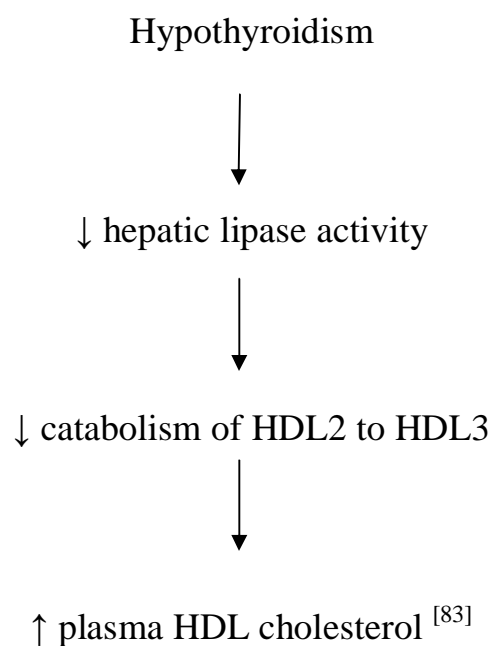 Hypothyroidism
↓ hepatic lipase activity
↓ catabolism of HDL2 to HDL3
↑ plasma HDL cholesterol [83]